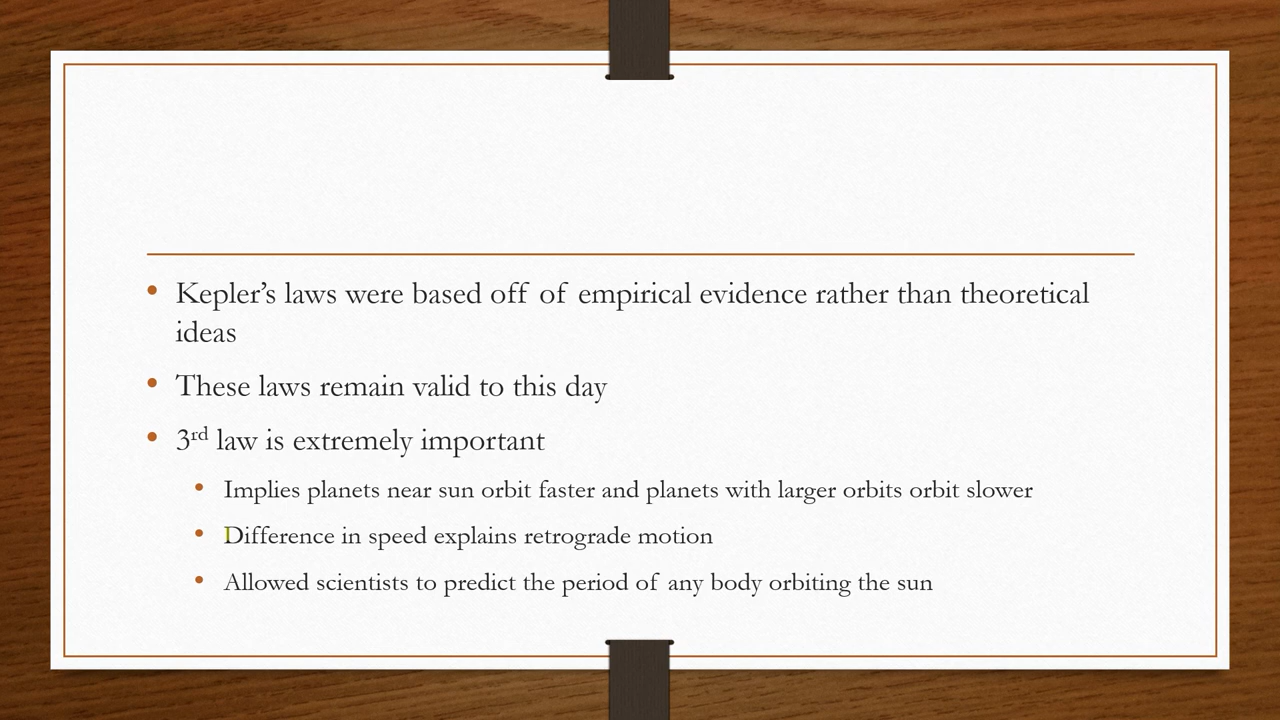 • Kepler’s laws were based off of empirical evidence rather than theoretical
ideas
• These laws remain valid to this day
• 3rd law is extremely important
• Implies planets near sun orbit faster and planets with larger orbits orbit slower
• Difference in speed explains retrograde motion
• Allowed scientists to predict the period of any body orbiting the sun